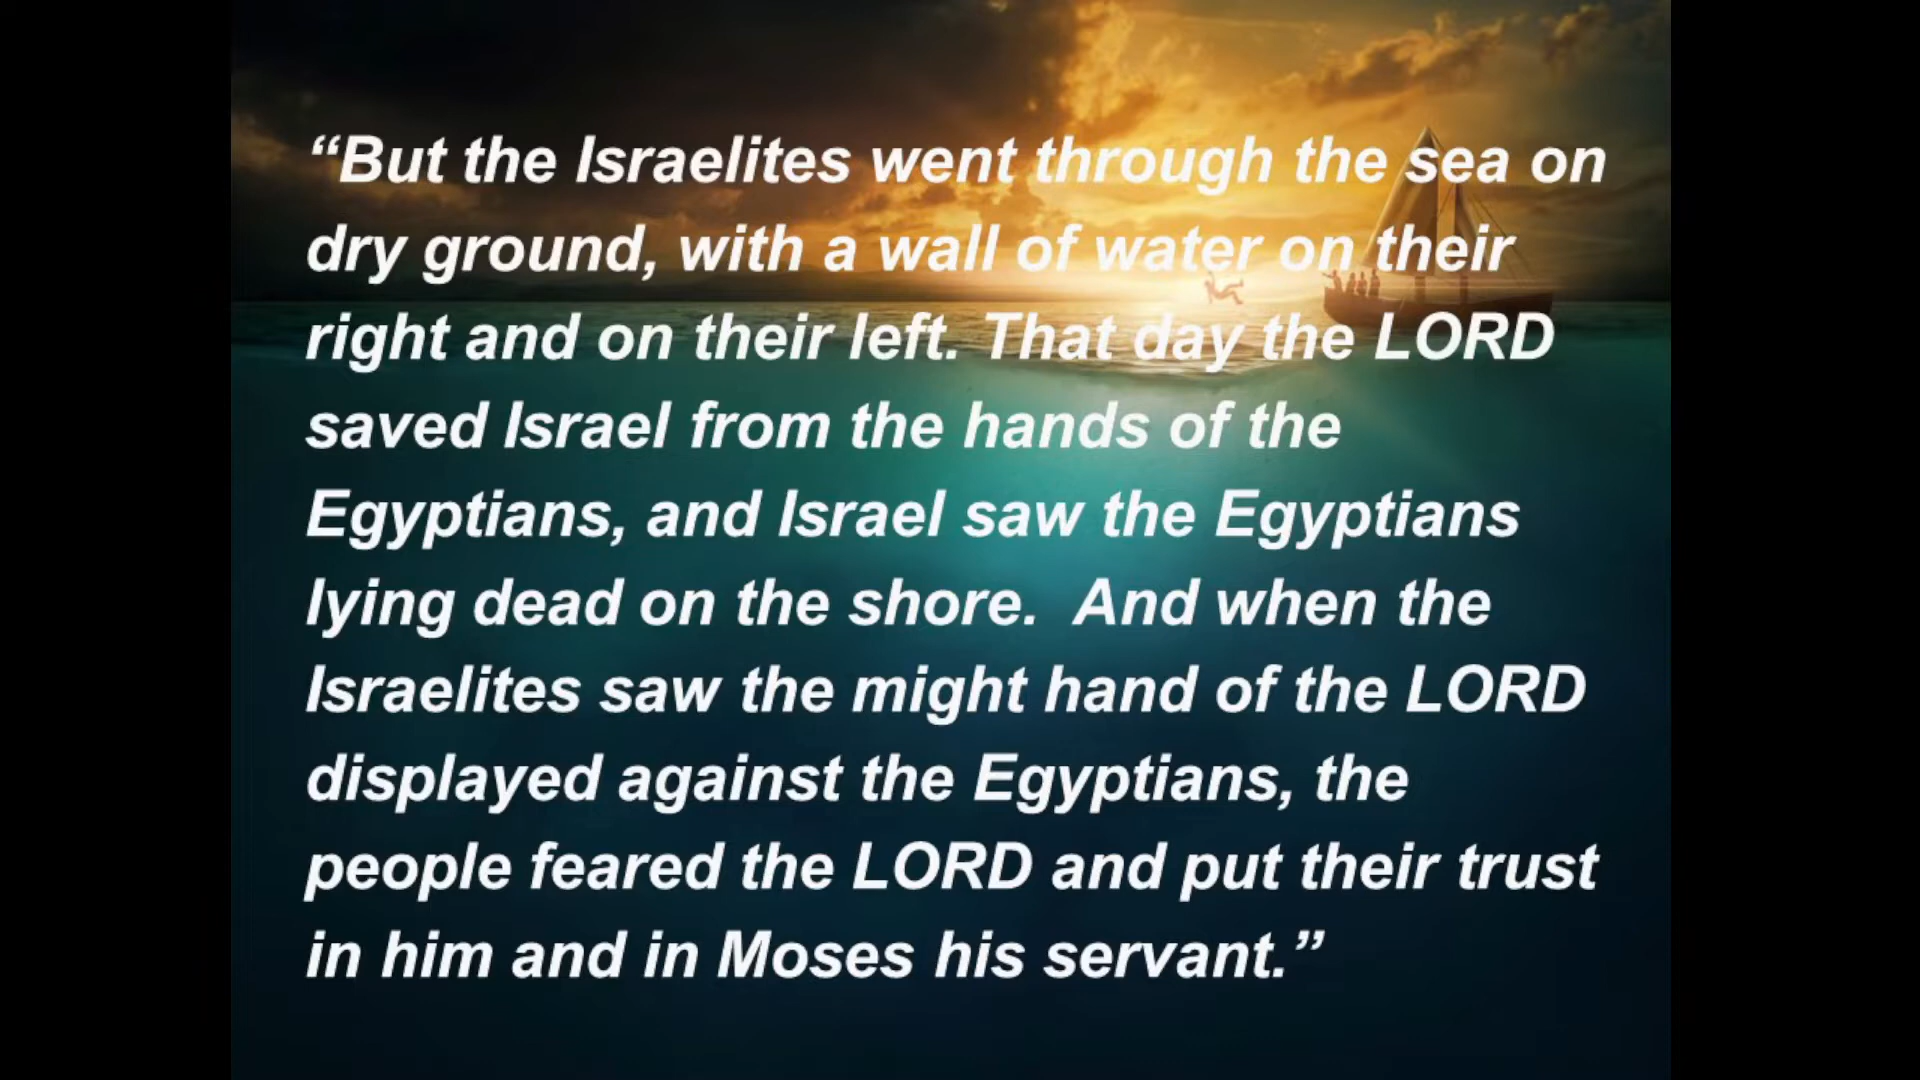 “But the Israelites went through the sea on
dry ground, with a wall of water on their
right and on their left. That day the LORD
saved Israel from the hands of the
Egyptians, and Israel saw the Egyptians
lying dead on the shore.  And when the
Israelites saw the might hand of the LORD
displayed against the Egyptians, the
people feared the LORD and put their trust
in him and in Moses his servant.”